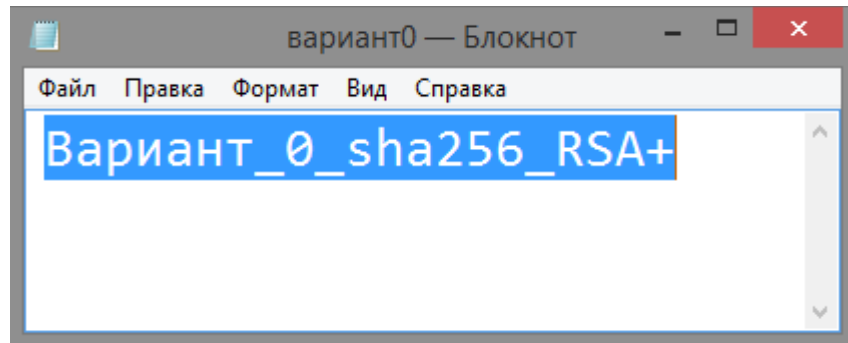 вариант0 — Блокнот
Файл Правка Формат Вид Справка
Вариант_0_sha256_RSA+